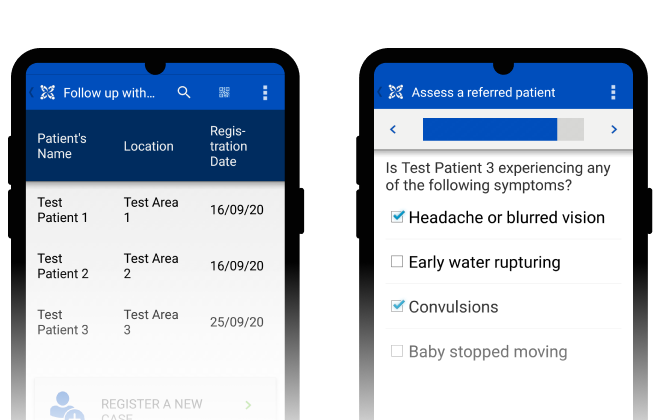 Follow up with...
Patient's
Name
Location
Regis-
tration
Date
Test
Patient 1
Test Area
1
16/09/20
Test
Patient 2
Test Area
2
16/09/20
Test
Patient 3
Test Area
3
25/09/20
REGISTER A NEW
CASE
Assess a referred patient
Is Test Patient 3 experiencing any
of the following symptoms?
Headache or blurred vision
Early water rupturing
Convulsions
Baby stopped moving